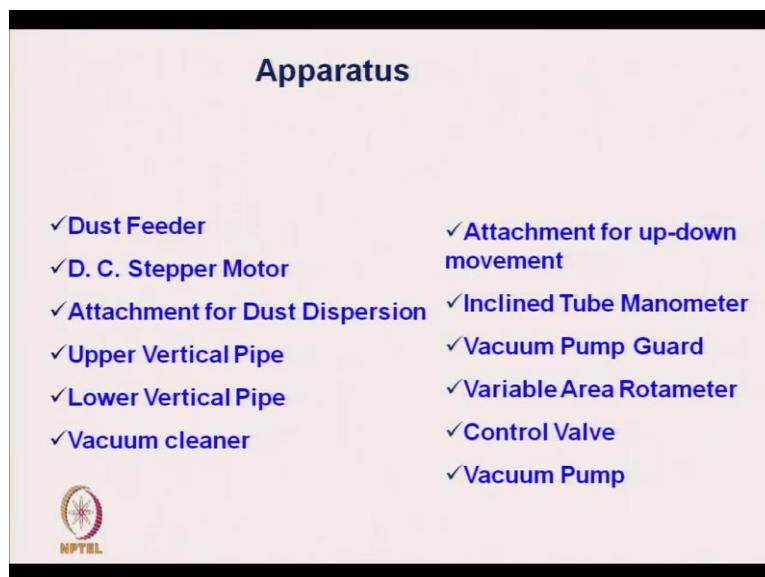 Apparatus
✓Dust Feeder
✓D. C. Stepper Motor
✓Attachment for Dust Dispersion
✓Upper Vertical Pipe
✓Lower Vertical Pipe
✓Vacuum cleaner
✓Attachment for up-down
movement
✓Inclined Tube Manometer
✓Vacuum Pump Guard
✓Variable Area Rotameter
✓Control Valve
✓Vacuum Pump
NPTEL